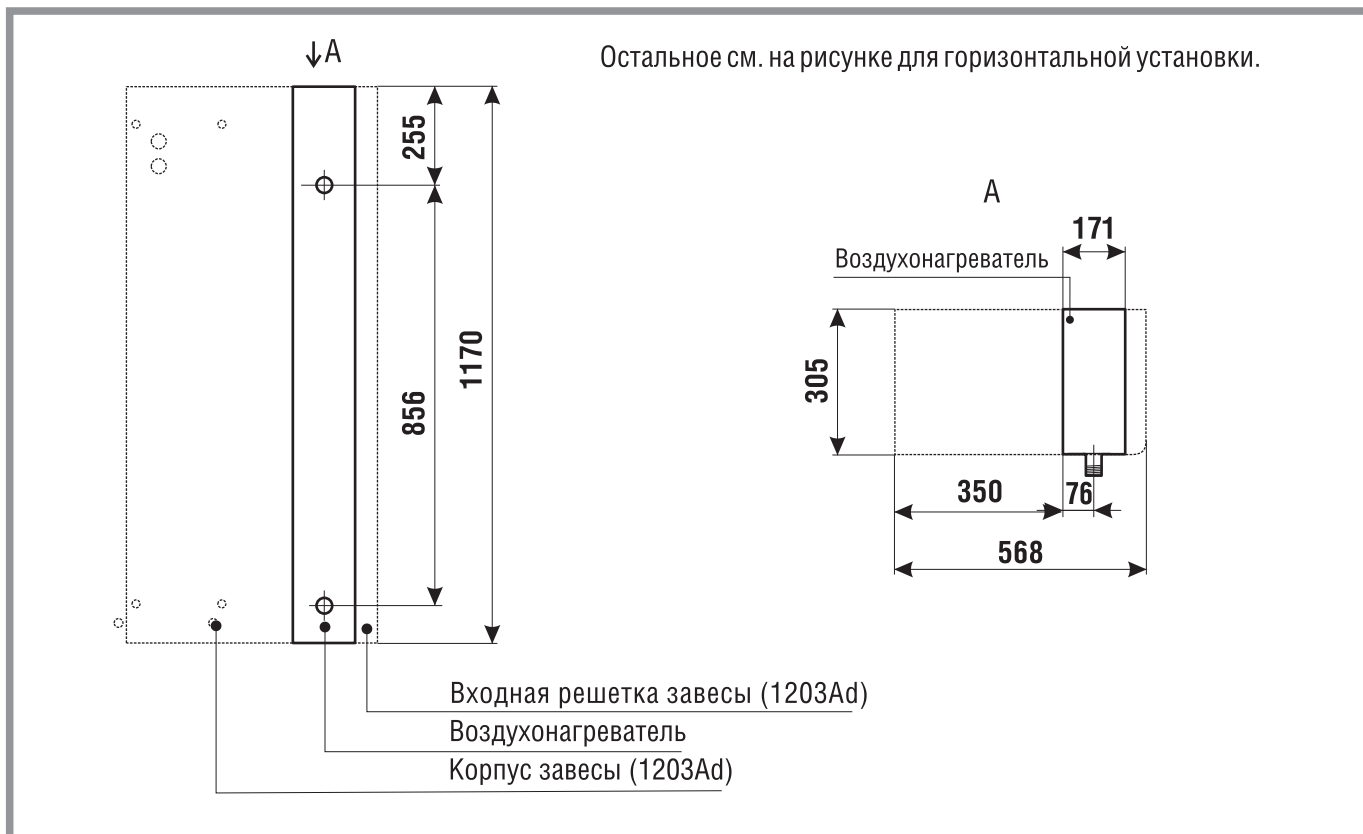 ↓А
Остальное см. на рисунке для горизонтальной установки.
255
856
1170
А
171
Воздухонагреватель
305
350
76
568
Входная решетка завесы (1203Ad)
Воздухонагреватель
Корпус завесы (1203Ad)